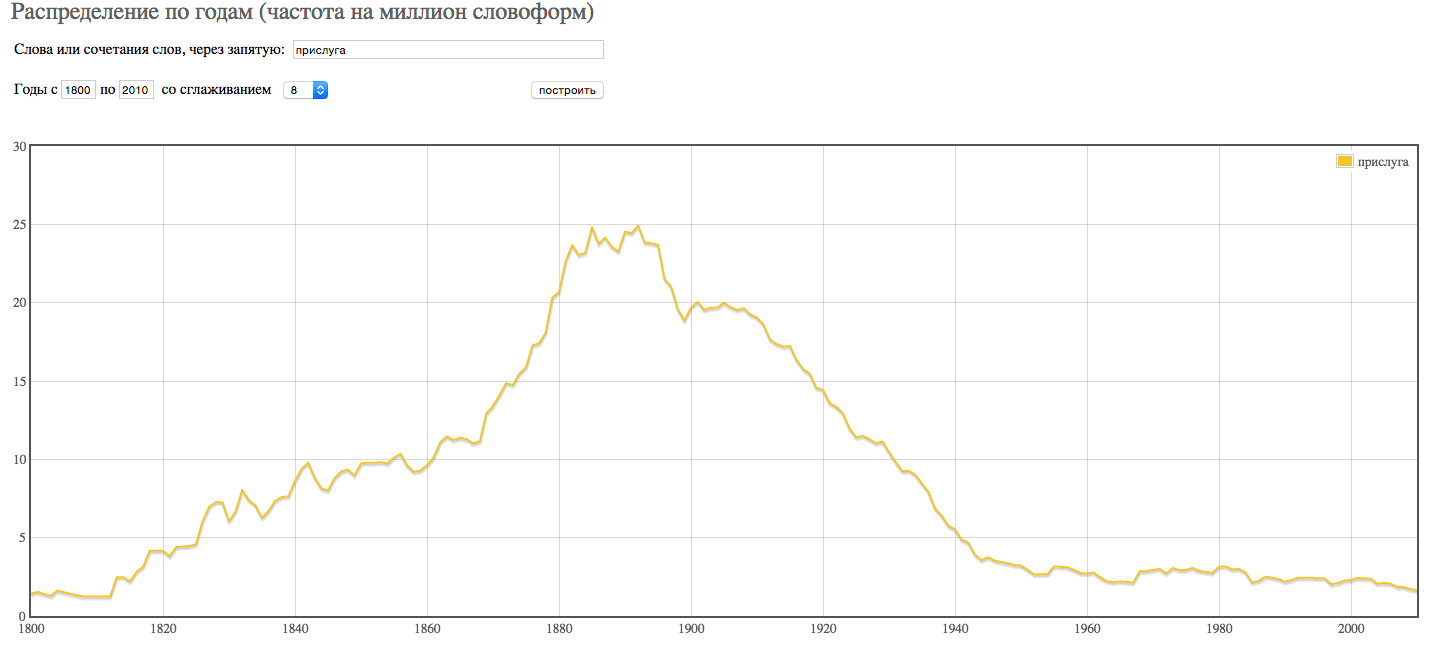 Распределение по годам (частота на миллион словоформ)
Слова или сочетания слов, через запятую: прислуга
Годы с 1800 по 2010 со сглаживанием 8 построить
30
прислуга
25
20
15
10
5
0
1800 1820 1840 1860 1880 1900 1920 1940 1960 1980 2000